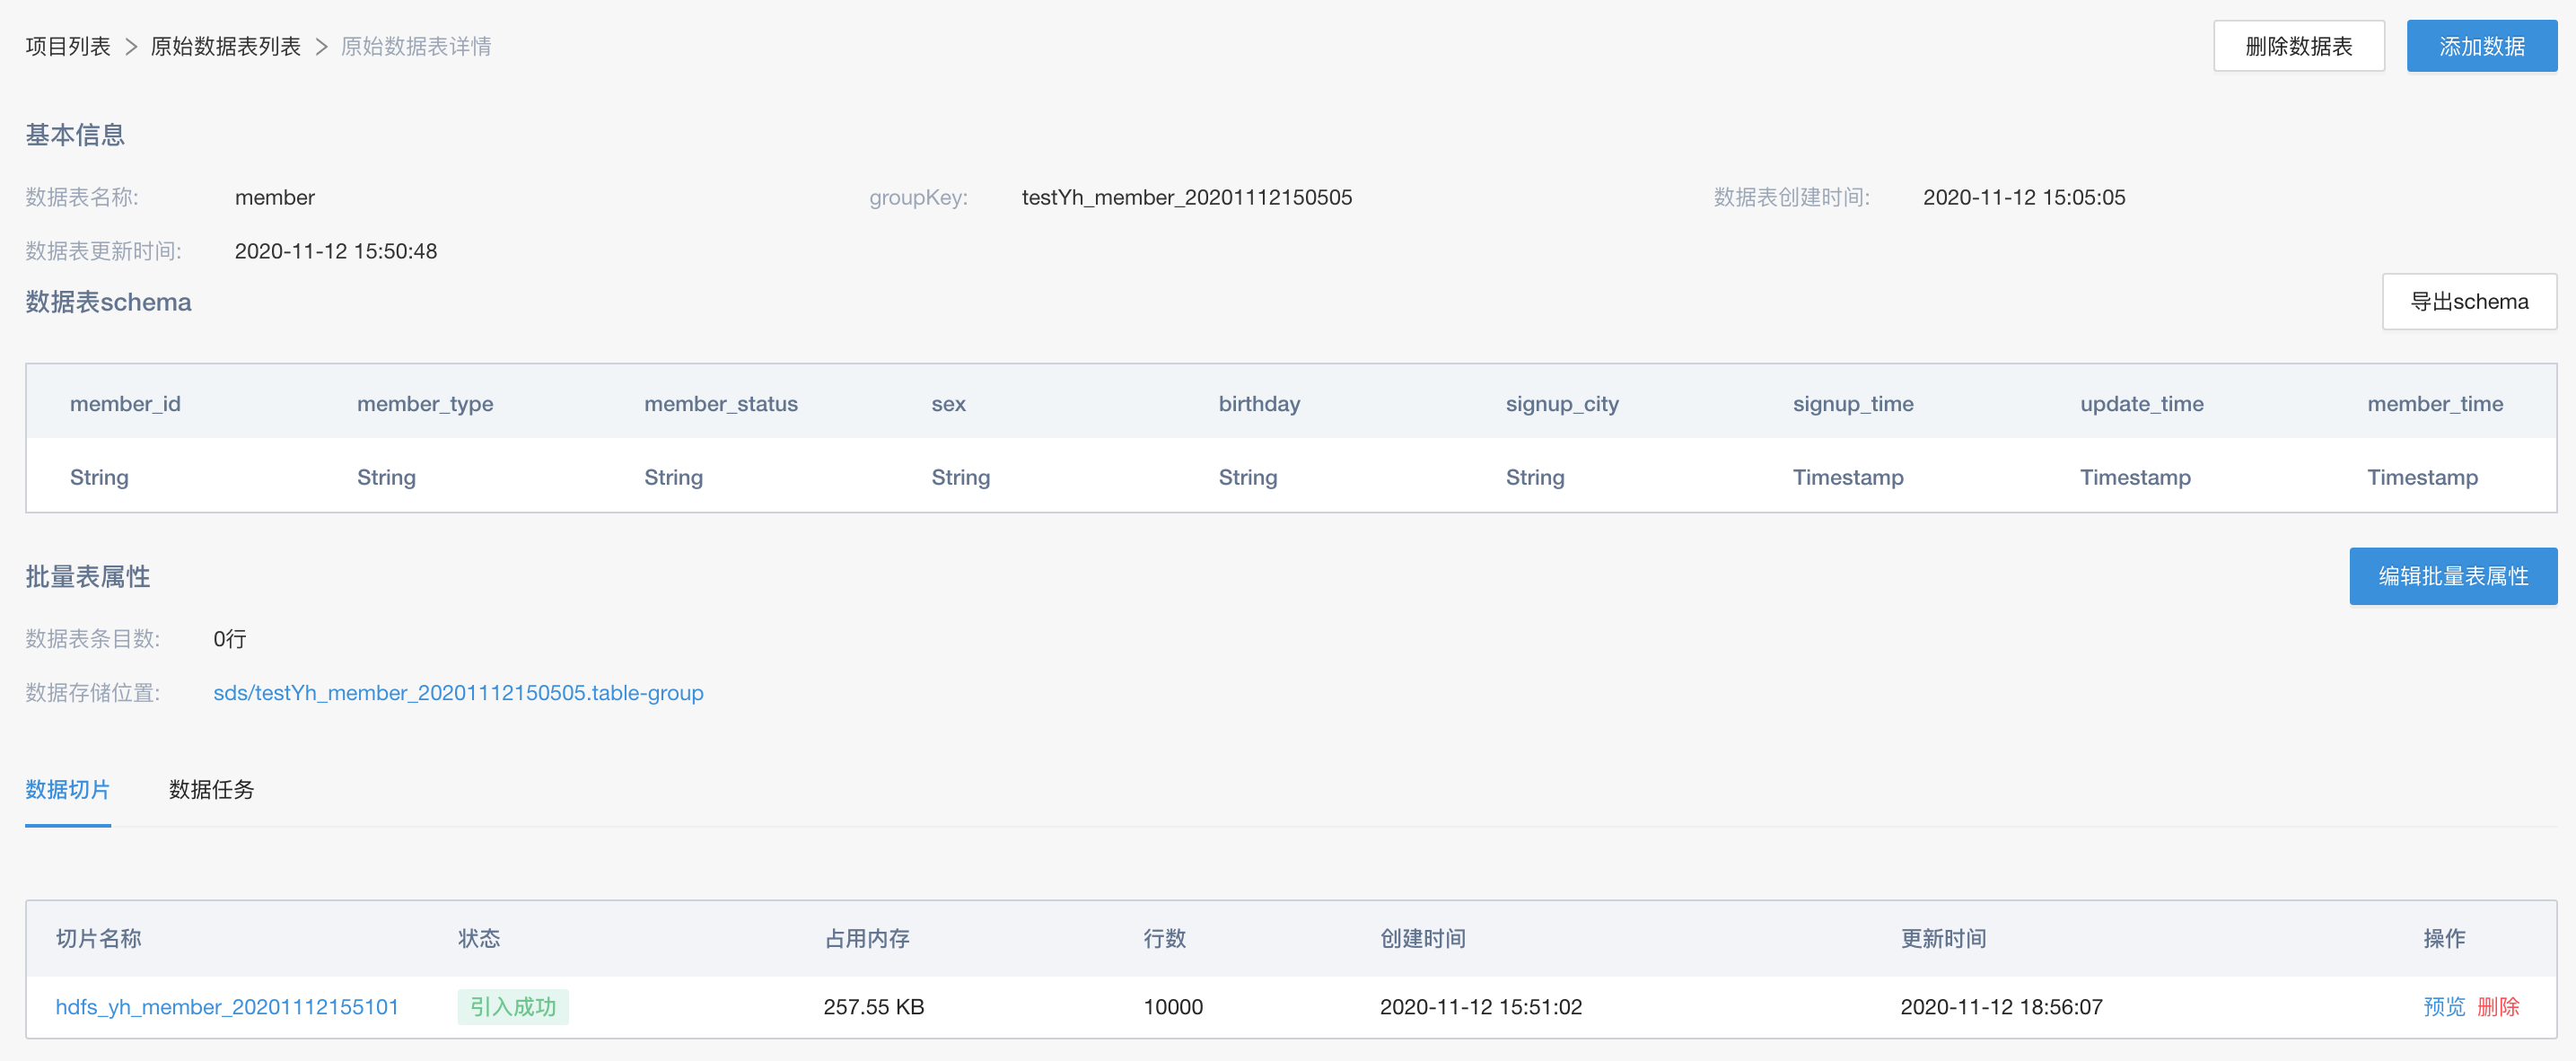 项目列表 > 原始数据表列表 > 原始数据表详情 删除数据表 添加数据
基本信息
数据表名称: member groupKey: testYh_member_20201112150505 数据表创建时间: 2020-11-12 15:05:05
数据表更新时间: 2020-11-12 15:50:48
数据表schema 导出schema
member_id member_type member_status sex birthday signup_city signup_time update_time member_time
String String String String String String Timestamp Timestamp Timestamp
批量表属性 编辑批量表属性
数据表条目数: 0行
数据存储位置: sds/testYh_member_20201112150505.table-group
数据切片 数据任务
切片名称 状态 占用内存 行数 创建时间 更新时间 操作
hdfs_yh_member_20201112155101 引入成功 257.55 KB 10000 2020-11-12 15:51:02 2020-11-12 18:56:07 预览 删除